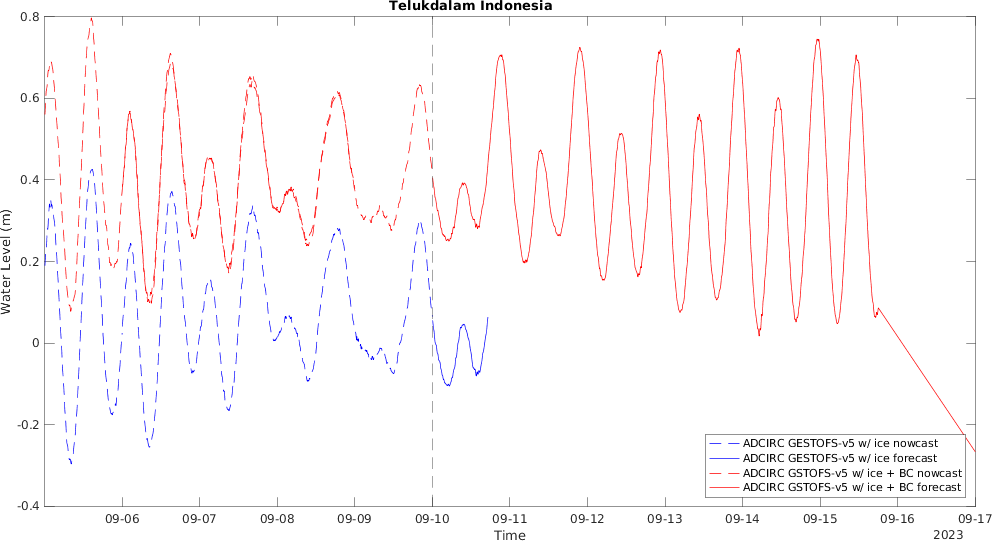 Telukdalam Indonesia
Water Level (m)
0.8
0.6
0.4
0.2
0
-0.2
-0.4
09-06
09-07
09-08
09-09
09-10
09-11
09-12
09-13
09-14
09-15
09-16
09-17
Time
2023
ADCIRC GESTOFS-v5 w/ ice nowcast
ADCIRC GESTOFS-v5 w/ ice forecast
ADCIRC GSTOFS-v5 w/ ice + BC nowcast
ADCIRC GSTOFS-v5 w/ ice + BC forecast